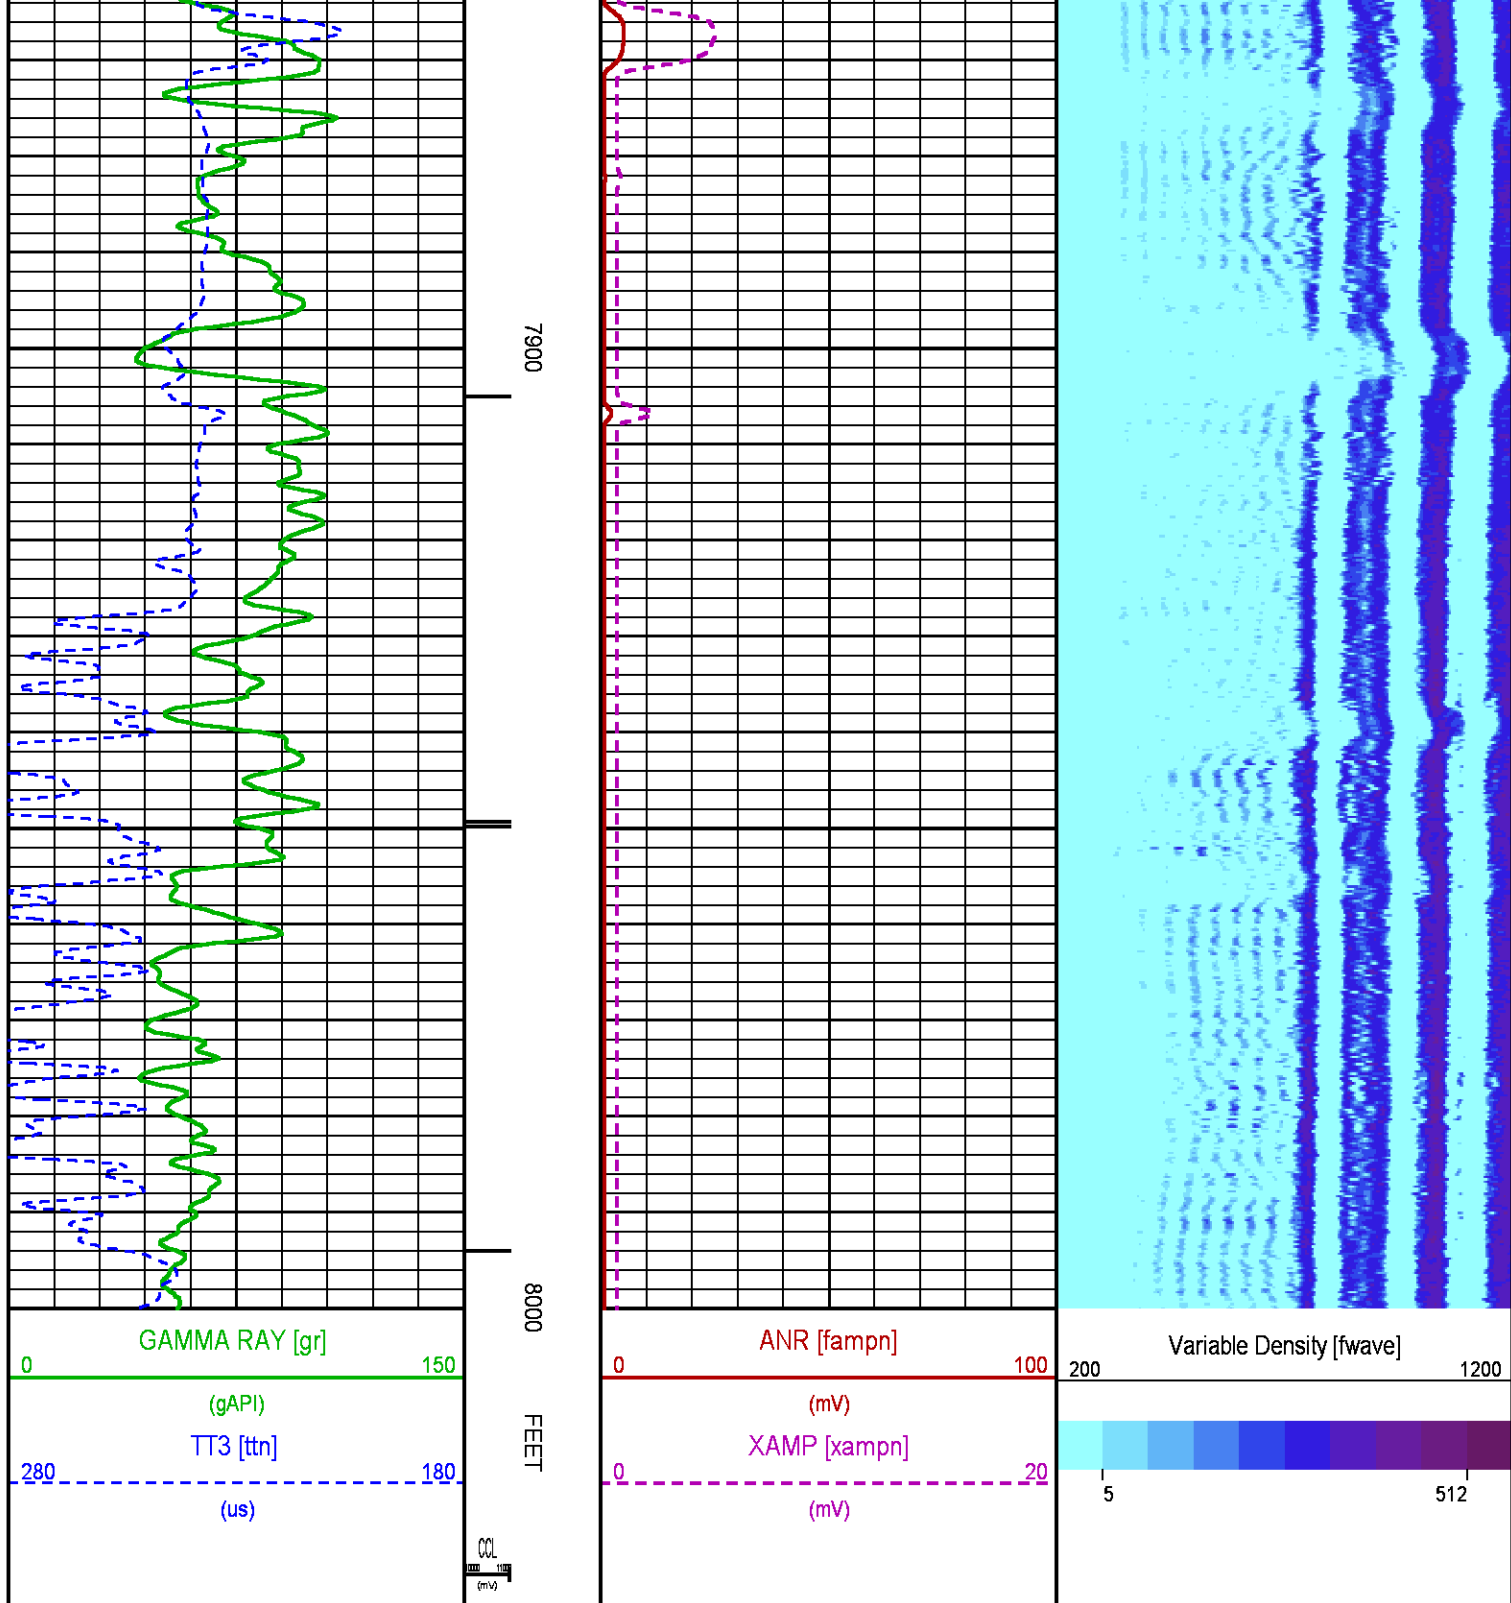 7900
8000
GAMMA RAY [gr]
0 150
(gAPI)
TT3 [ttn]
280 180
(us)
FEET
CCL
(mV)
ANR [fampn]
0 100
(mV)
XAMP [xampn]
0 20
(mV)
Variable Density [fwave]
200 1200
5 512